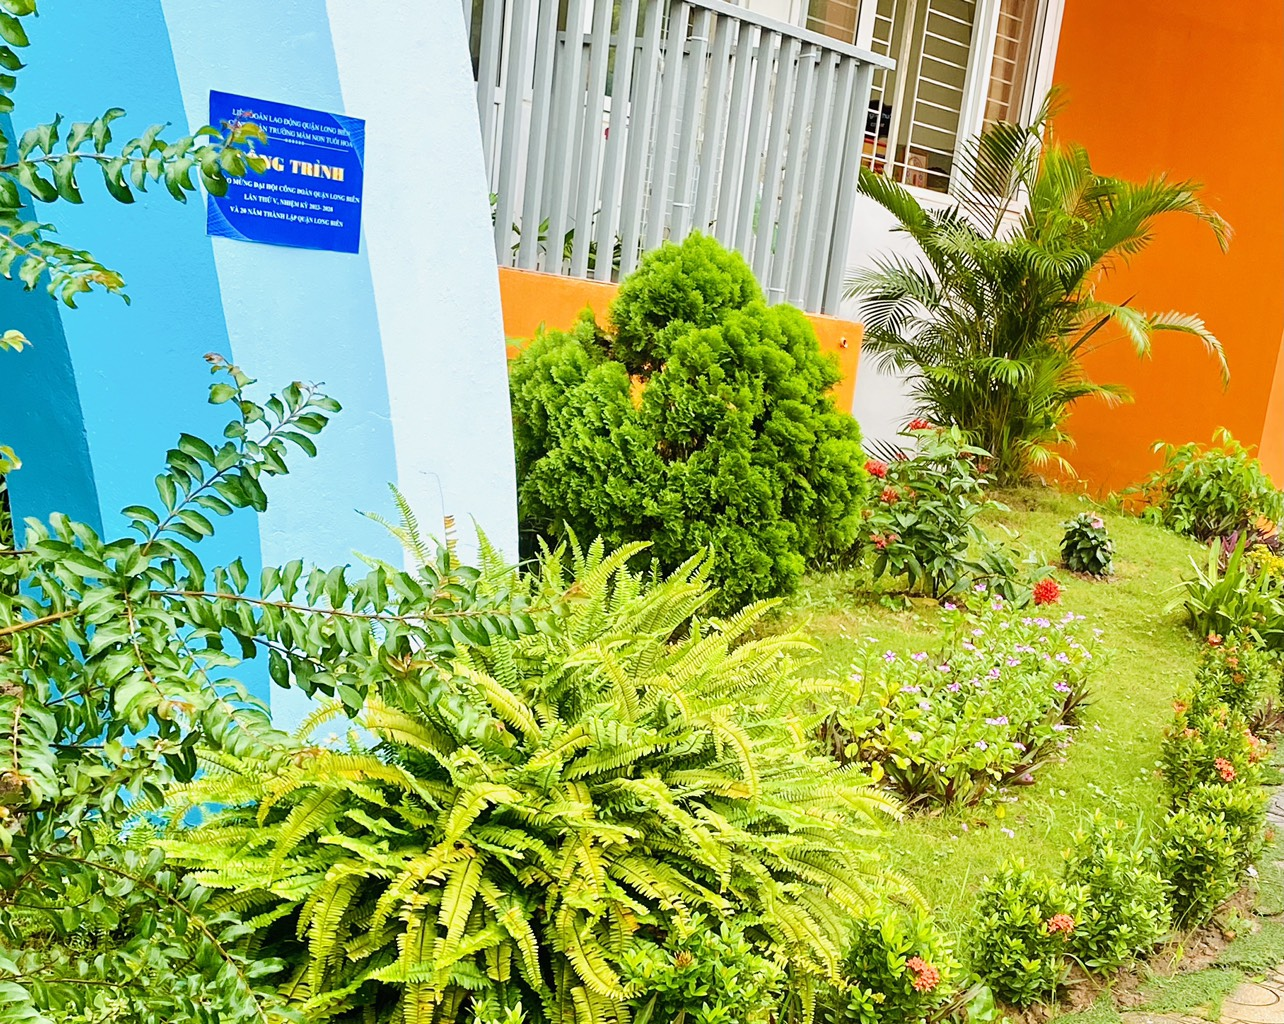 ĐOÀN LAO ĐỘNG QUẬN LONG BIÊN
TRƯỜNG MẦM NON TUỔI HOA
TRÌNH
MỪNG ĐẠI HỘI CÔNG ĐOÀN QUẬN LONG BIÊN
LẦN THỨ V, NHIỆM KỲ 2023- 2028
VÀ 20 NĂM THÀNH LẬP QUẬN LONG BIÊN